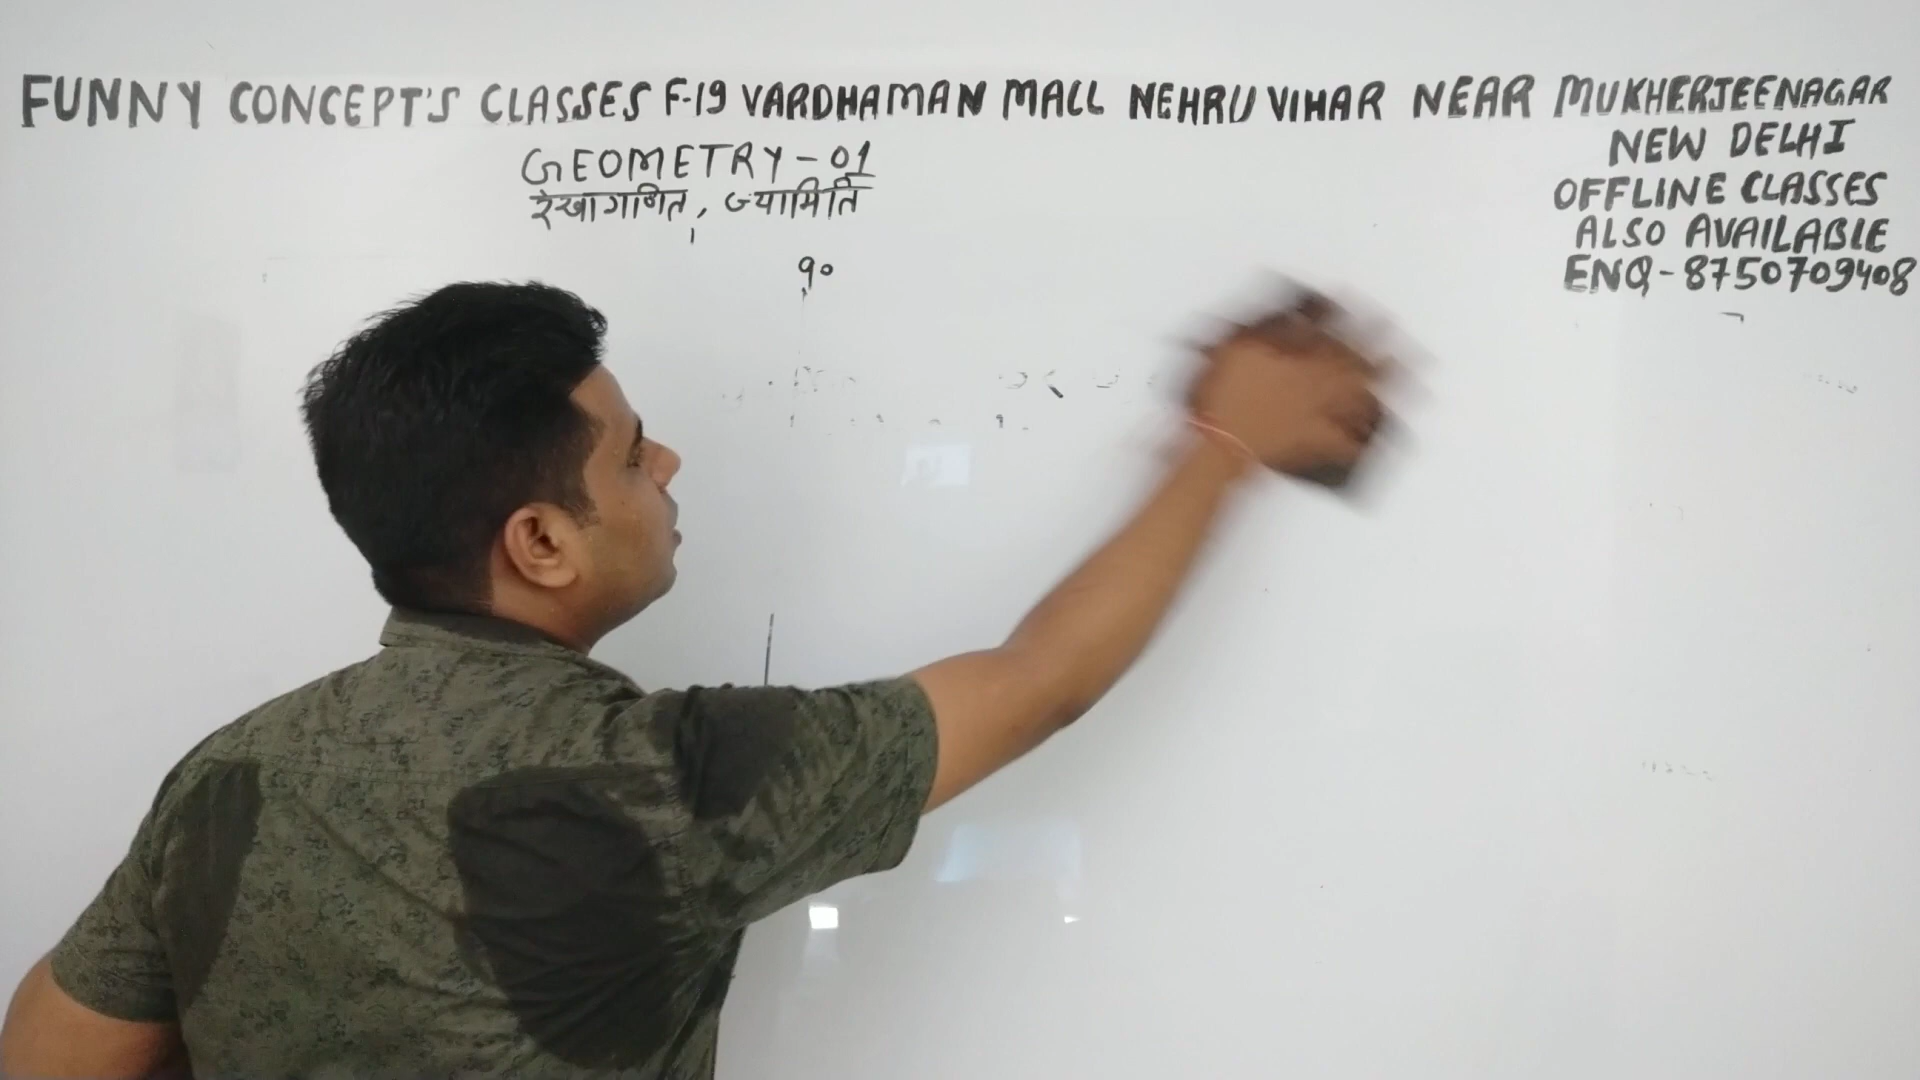 FUNNY CONCEPT'S CLASSES F-19 VARDHAMAN MALL NEHRU VIHAR NEAR MUKHERJEENAGAR
NEW DELHI
OFFLINE CLASSES
ALSO AVAILABLE
ENQ-8750709408
GEOMETRY-01
रेखागणित, ज्यामिति
90